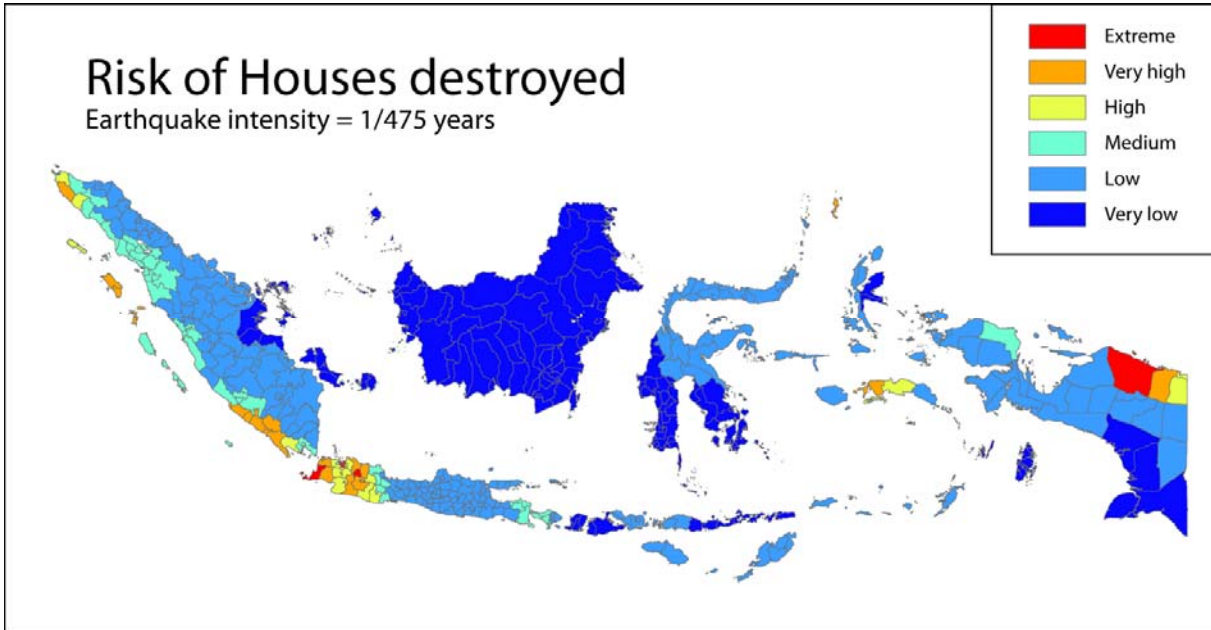 Risk of Houses destroyed
Earthquake intensity = 1/475 years
Extreme
Very high
High
Medium
Low
Very low